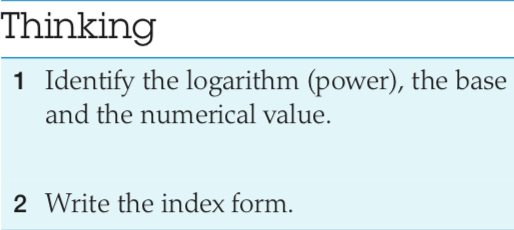 Thinking
1 Identify the logarithm (power), the base
and the numerical value.
2 Write the index form.